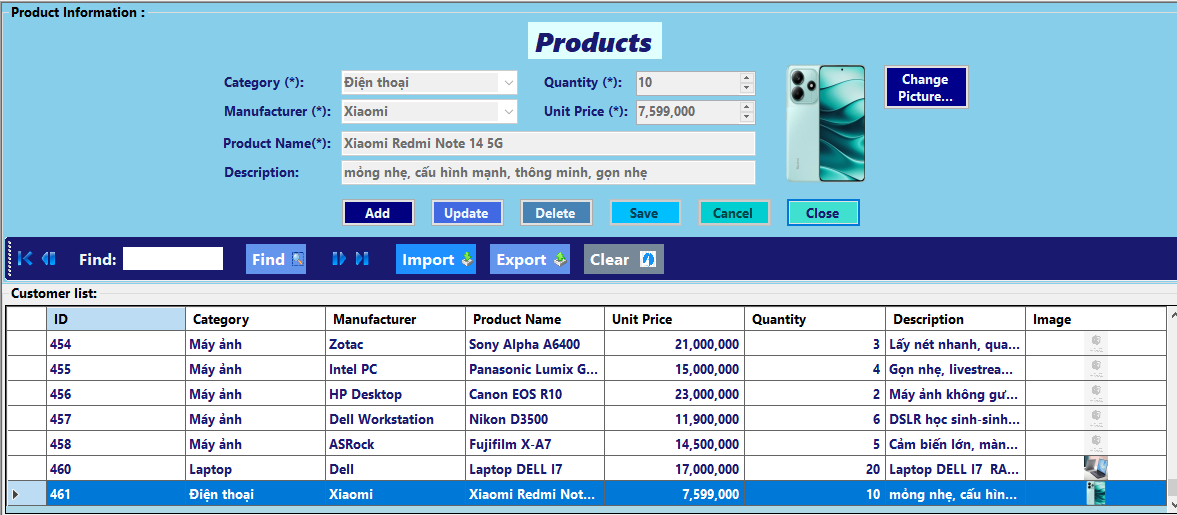 Product Information :
Products
Category (*): Điện thoại Quantity (*): 10 Change
Picture...
Manufacturer (*): Xiaomi Unit Price (*): 7,599,000
Product Name(*): Xiaomi Redmi Note 14 5G
Description: mỏng nhẹ, cấu hình mạnh, thông minh, gọn nhẹ
Add Update Delete Save Cancel Close
Find: Find Import Export Clear
Customer list:
ID Category Manufacturer Product Name Unit Price Quantity Description Image
454 Máy ảnh Zotac Sony Alpha A6400 21,000,000 3 Lấy nét nhanh, qua...
455 Máy ảnh Intel PC Panasonic Lumix G... 15,000,000 4 Gọn nhẹ, livestrea...
456 Máy ảnh HP Desktop Canon EOS R10 23,000,000 2 Máy ảnh không gư...
457 Máy ảnh Dell Workstation Nikon D3500 11,900,000 6 DSLR học sinh-sinh...
458 Máy ảnh ASRock Fujifilm X-A7 14,500,000 5 Cảm biến lớn, màn...
460 Laptop Dell Laptop DELL I7 17,000,000 20 Laptop DELL I7 RA...
461 Điện thoại Xiaomi Xiaomi Redmi Not... 7,599,000 10 mỏng nhẹ, cấu hìn...